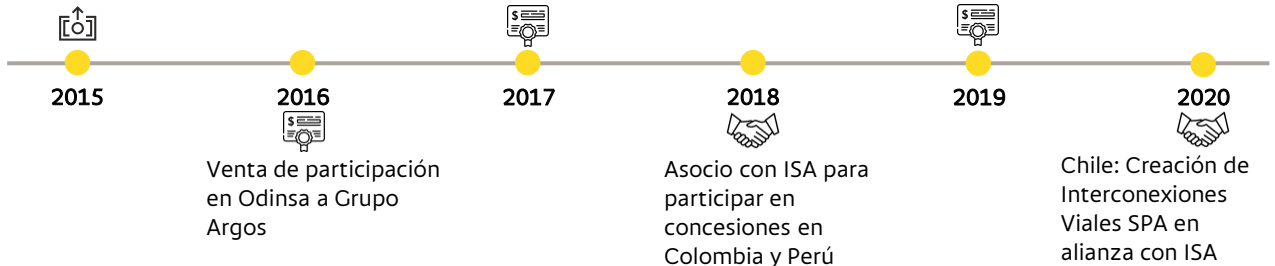 2015
2016
2017
2018
2019
2020
Venta de participación
en Odinsa a Grupo
Argos
Asocio con ISA para
participar en
concesiones en
Colombia y Perú
Chile: Creación de
Interconexiones
Viales SPA en
alianza con ISA